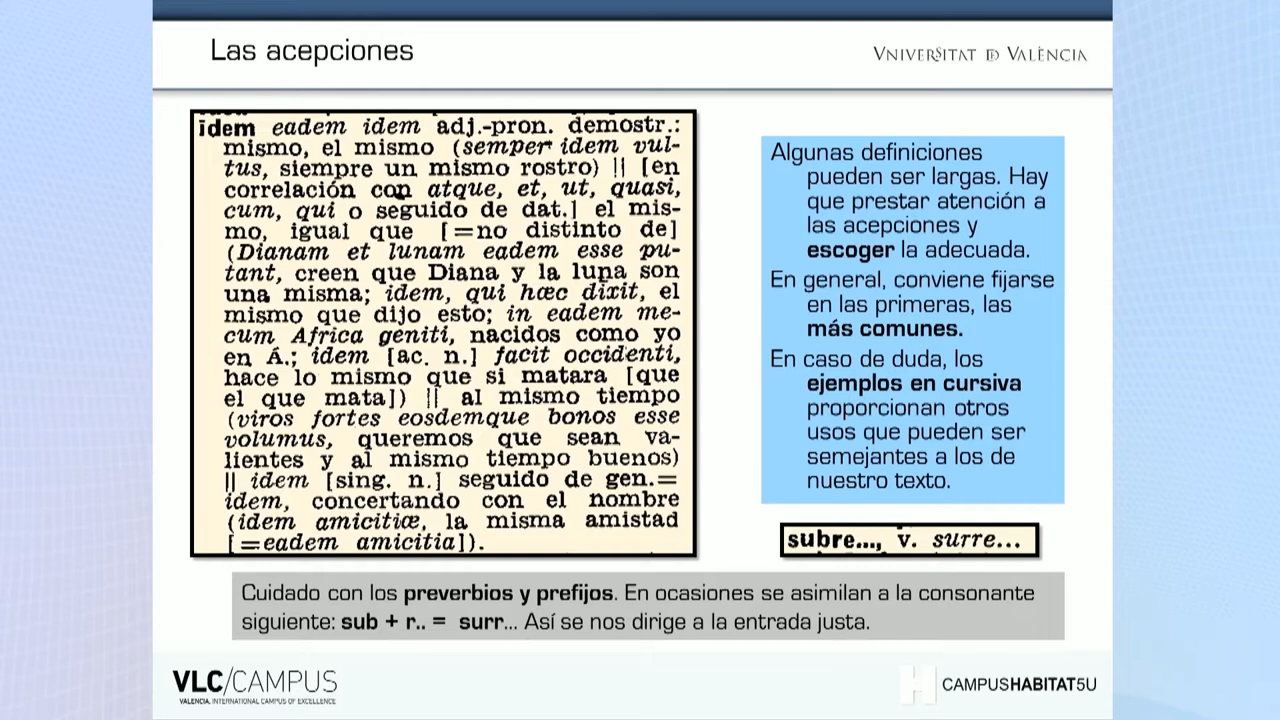 Las acepciones
VNIVERSITAT DE VALÈNCIA
idem eadem idem adj.-pron. demostr.:
mismo, el mismo (semper idem vul-
tus, siempre un mismo rostro) || [en
correlación con atque, et, ut, quasi,
cum, qui o seguido de dat.] el mis-
mo, igual que [=no distinto de]
(Dianam et lunam eadem esse pu-
tant, creen que Diana y la luna son
una misma; idem, qui hæc dixit, el
mismo que dijo esto; in eadem me-
cum Africa geniti, nacidos como yo
en Á.; idem [ac. n.] facit occidenti,
hace lo mismo que si matara [que
el que mata]) || al mismo tiempo
(viros fortes eosdemque bonos esse
volumus, queremos que sean va-
lientes y al mismo tiempo buenos)
|| idem [sing. n.] seguido de gen.=
idem, concertando con el nombre
(idem amicitiæ, la misma amistad
[=eadem amicitia]).
Algunas definiciones
pueden ser largas. Hay
que prestar atención a
las acepciones y
escoger la adecuada.
En general, conviene fijarse
en las primeras, las
más comunes.
En caso de duda, los
ejemplos en cursiva
proporcionan otros
usos que pueden ser
semejantes a los de
nuestro texto.
subre..., v. surre...
Cuidado con los preverbios y prefijos. En ocasiones se asimilan a la consonante
siguiente: sub + r.. = surr... Así se nos dirige a la entrada justa.
VLC/CAMPUS
VALENCIA, INTERNATIONAL CAMPUS OF EXCELLENCE
H
CAMPUSHABITAT5U